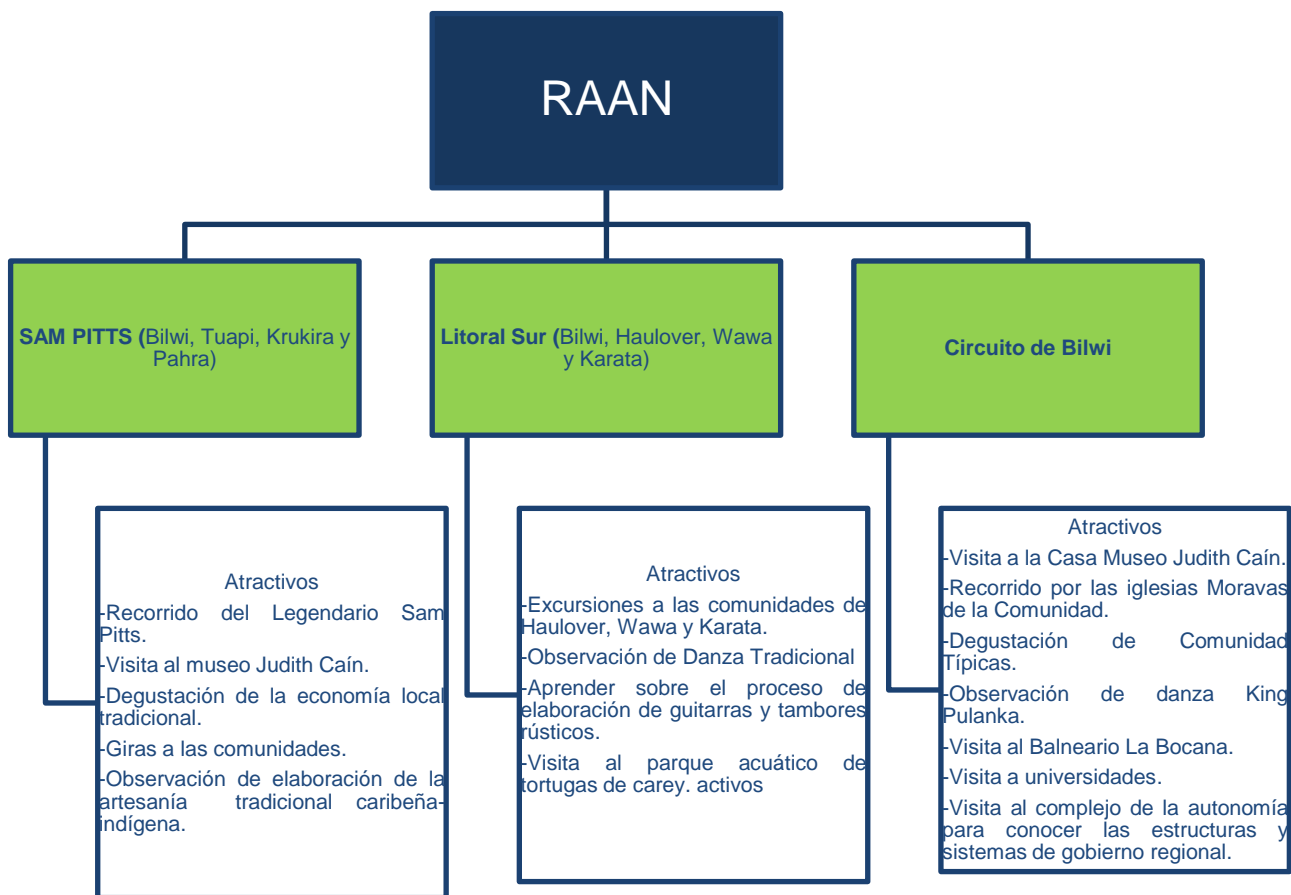 RAAN
SAM PITTS (Bilwi, Tuapi, Krukira y
Pahra)
Litoral Sur (Bilwi, Haulover, Wawa
y Karata)
Circuito de Bilwi
Atractivos
-Recorrido del Legendario Sam
Pitts.
-Visita al museo Judith Caín.
-Degustación de la economía local
tradicional.
-Giras a las comunidades.
-Observación de elaboración de la
artesanía tradicional caribeña-
indígena.
Atractivos
-Excursiones a las comunidades de
Haulover, Wawa y Karata.
-Observación de Danza Tradicional
-Aprender sobre el proceso de
elaboración de guitarras y tambores
rústicos.
-Visita al parque acuático de
tortugas de carey. activos
Atractivos
-Visita a la Casa Museo Judith Caín.
-Recorrido por las iglesias Moravas
de la Comunidad.
-Degustación de Comunidad
Típicas.
-Observación de danza King
Pulanka.
-Visita al Balneario La Bocana.
-Visita a universidades.
-Visita al complejo de la autonomía
para conocer las estructuras y
sistemas de gobierno regional.